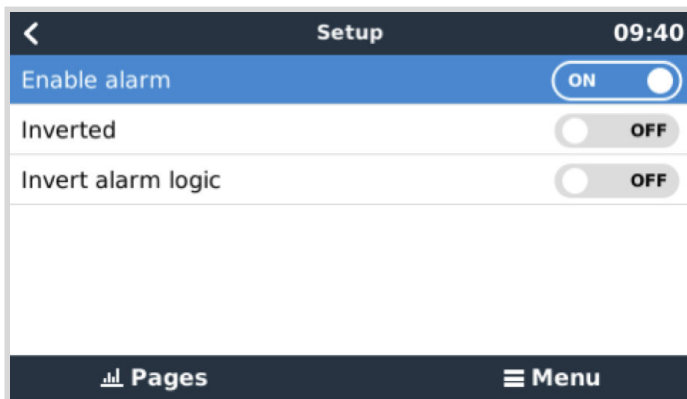 Setup 09:40
Enable alarm ON
Inverted OFF
Invert alarm logic OFF
Pages Menu